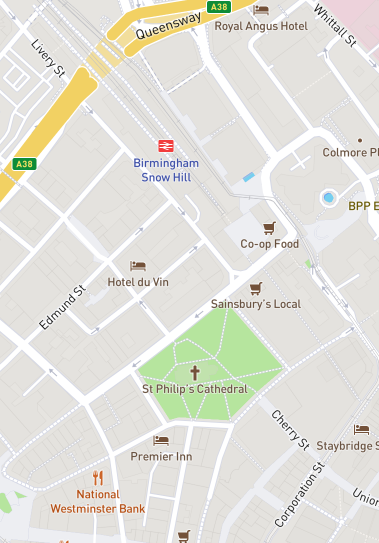 A38
Queensway
Royal Angus Hotel
Whittall St
Livery St
A38
Birmingham
Snow Hill
Colmore Pl
BPP E
Co-op Food
Hotel du Vin
Sainsbury's Local
Edmund St
St Philip's Cathedral
Cherry St
Staybridge S
Premier Inn
National
Westminster Bank
Corporation St
Union